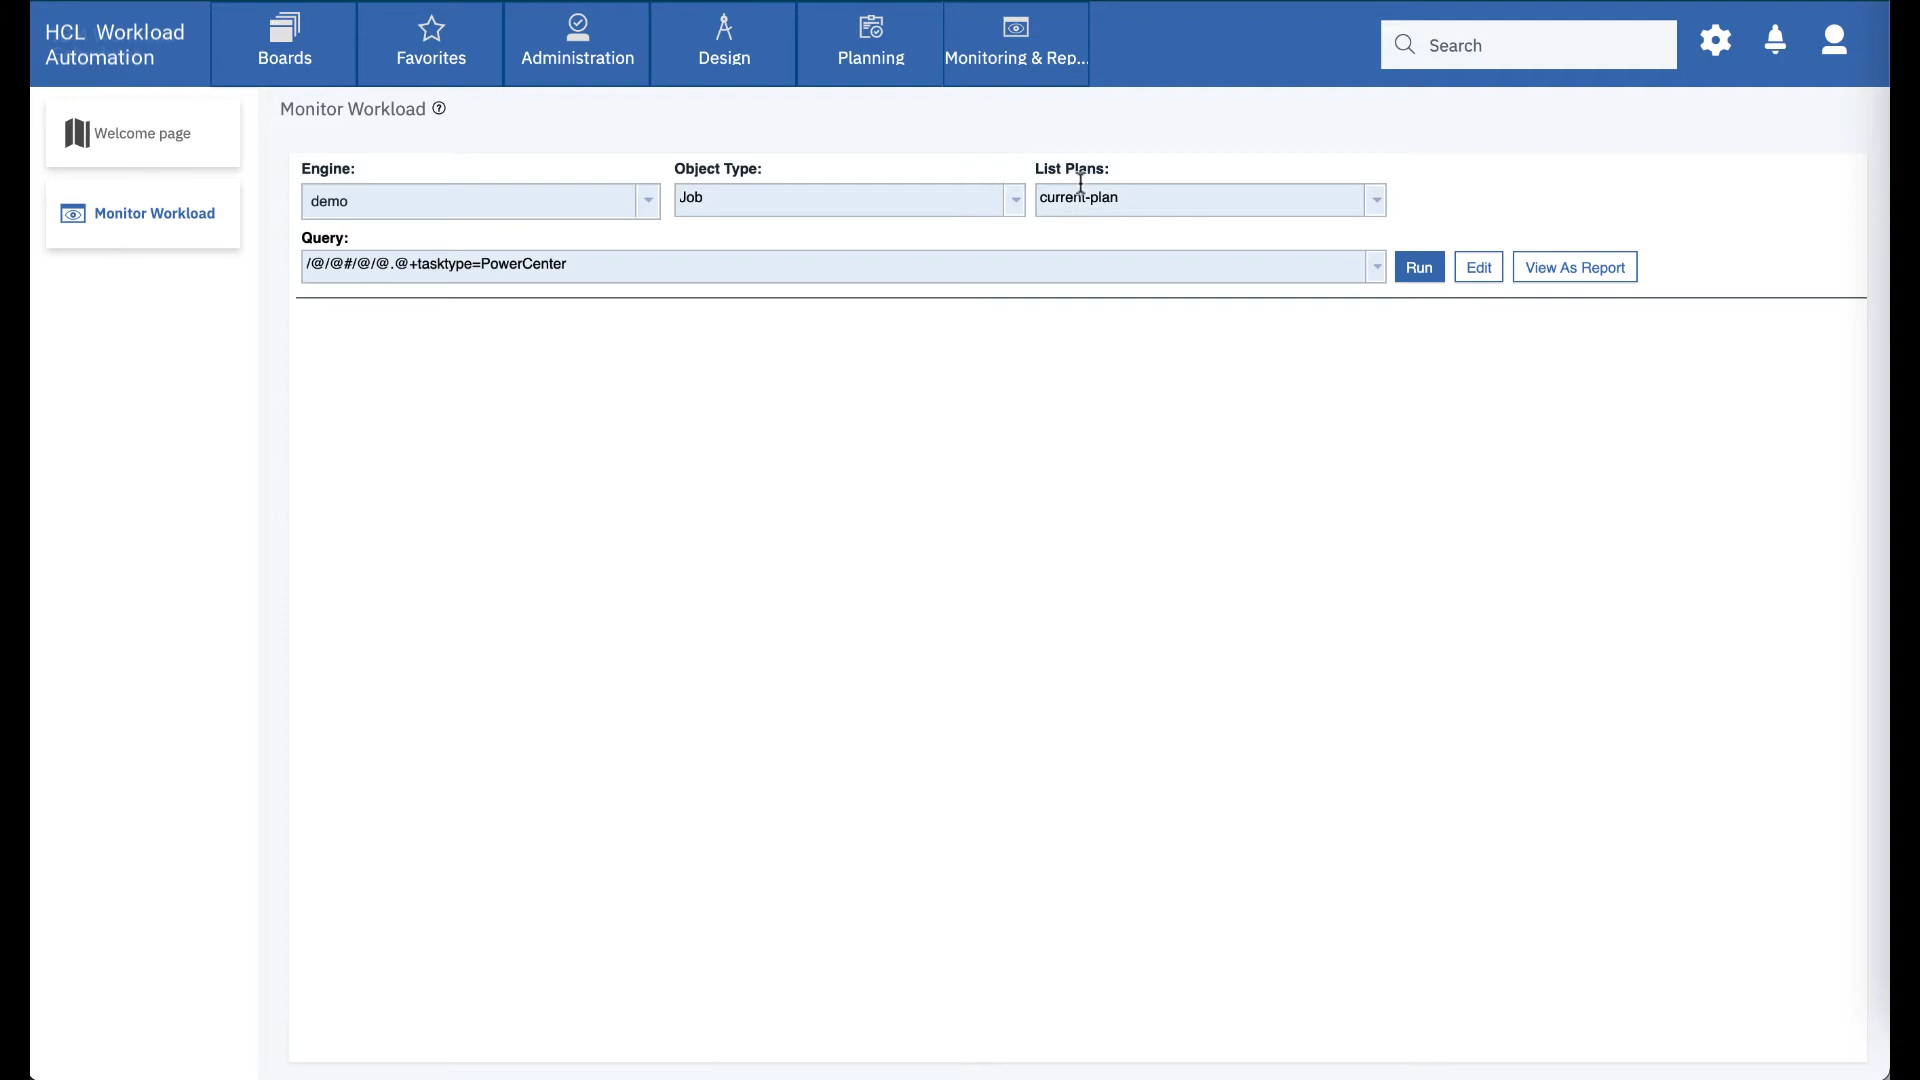 HCL Workload
Automation
Boards
Favorites
Administration
Design
Planning
Monitoring & Rep...
Search
Welcome page
Monitor Workload
Monitor Workload
Engine:
Object Type:
List Plans:
demo
Job
current-plan
Query:
/@/@#/@/@.@+tasktype=PowerCenter
Run
Edit
View As Report